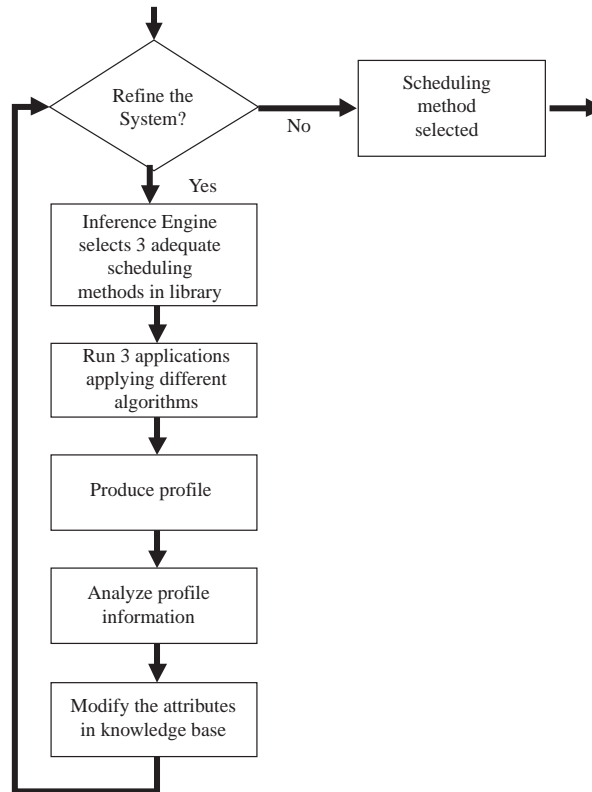 Refine the
System?
No
Scheduling
method
selected
Yes
Inference Engine
selects 3 adequate
scheduling
methods in library
Run 3 applications
applying different
algorithms
Produce profile
Analyze profile
information
Modify the attributes
in knowledge base